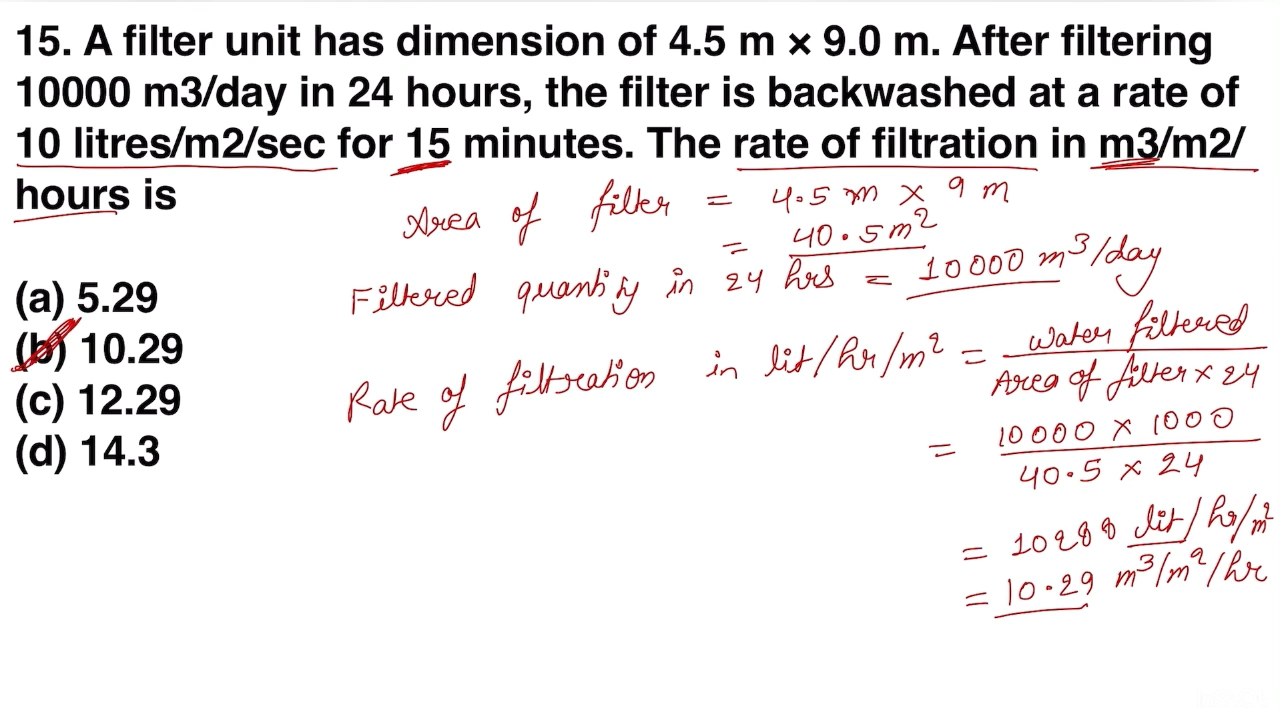 15. A filter unit has dimension of 4.5 m × 9.0 m. After filtering
10000 m3/day in 24 hours, the filter is backwashed at a rate of
10 litres/m2/sec for 15 minutes. The rate of filtration in m3/m2/
hours is
(a) 5.29
(b) 10.29
(c) 12.29
(d) 14.3
Area of filter = 4.5 m × 9 m
= 40.5 m²
Filtered quantity in 24 hrs = 10000 m³/day
Rate of filtration in lit/hr/m² = Water filtered / Area of filter × 24
= 10000 × 1000 / 40.5 × 24
= 10288 lit/hr/m²
= 10.29 m³/m²/hr